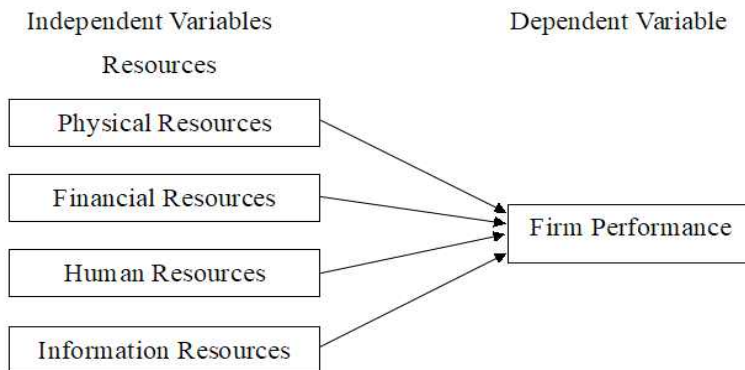 Independent Variables
Dependent Variable
Resources
Physical Resources
Financial Resources
Firm Performance
Human Resources
Information Resources